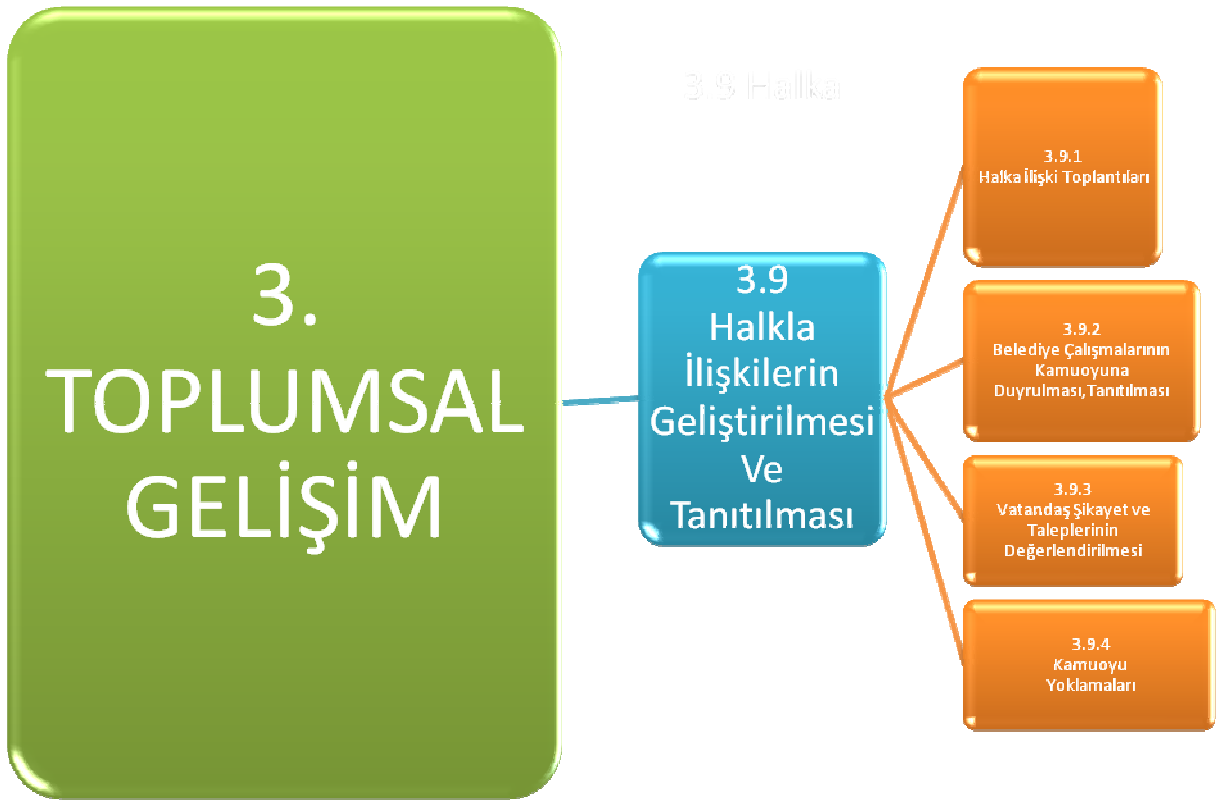 3.
TOPLUMSAL
GELİŞİM
3 9 Halka
3.9
Halkla
İlişkilerin
Geliştirilmesi
Ve
Tanıtılması
3.9.1
Halka İlişki Toplantıları
3.9.2
Belediye Çalışmalarının
Kamuoyuna
Duyrulması,Tanıtılması
3.9.3
Vatandaş Şikayet ve
Taleplerinin
Değerlendirilmesi
3.9.4
Kamuoyu
Yoklamaları